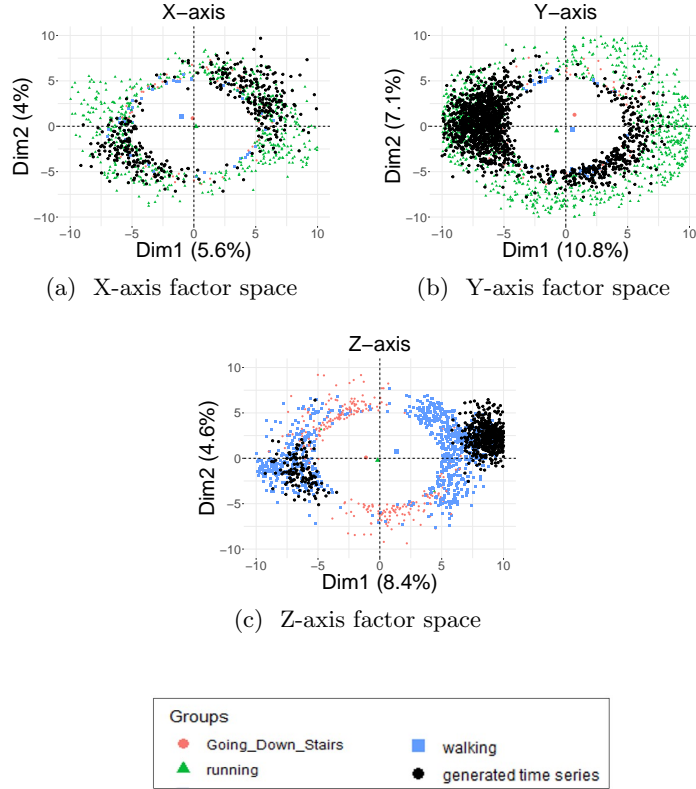 X−axis
Dim2 (4%)
10
5
0
−5
−10
−10 −5 0 5 10
Dim1 (5.6%)
(a) X-axis factor space
Y−axis
Dim2 (7.1%)
10
5
0
−5
−10
−10 −5 0 5 10
Dim1 (10.8%)
(b) Y-axis factor space
Z−axis
Dim2 (4.6%)
10
5
0
−5
−10
−10 −5 0 5 10
Dim1 (8.4%)
(c) Z-axis factor space
Groups
Going_Down_Stairs
running
walking
generated time series